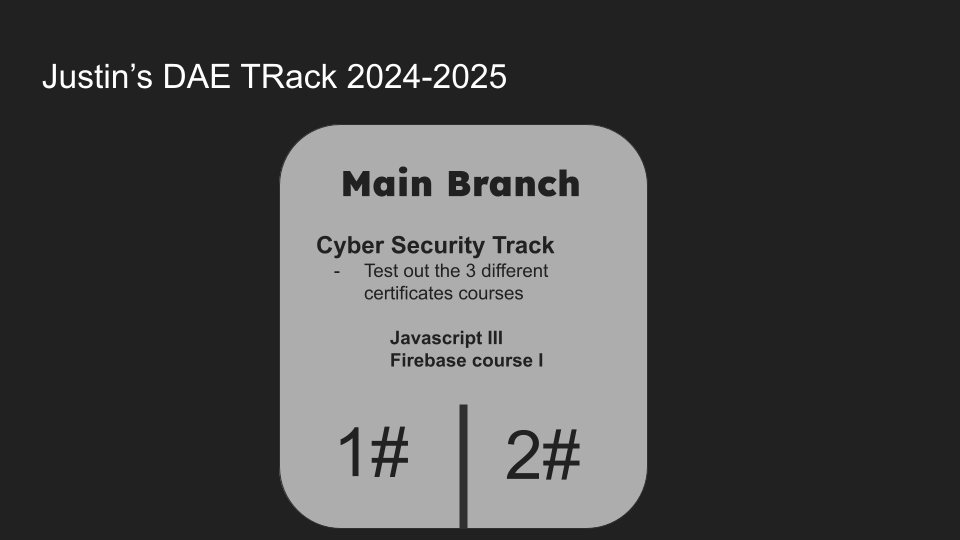 Justin’s DAE TRack 2024-2025
Main Branch
Cyber Security Track
- Test out the 3 different
certificates courses
Javascript III
Firebase course I
1# 2#